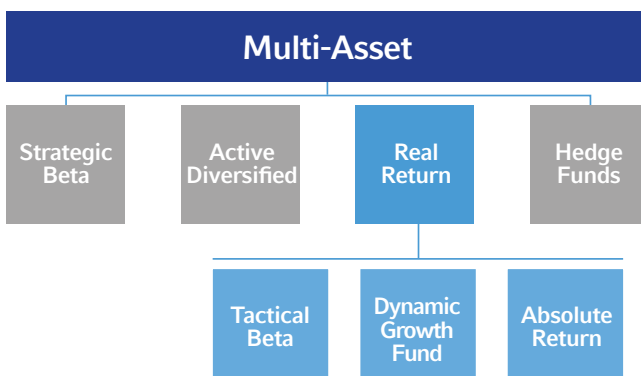 Multi-Asset
Strategic
Beta
Active
Diversified
Real
Return
Hedge
Funds
Tactical
Beta
Dynamic
Growth
Fund
Absolute
Return